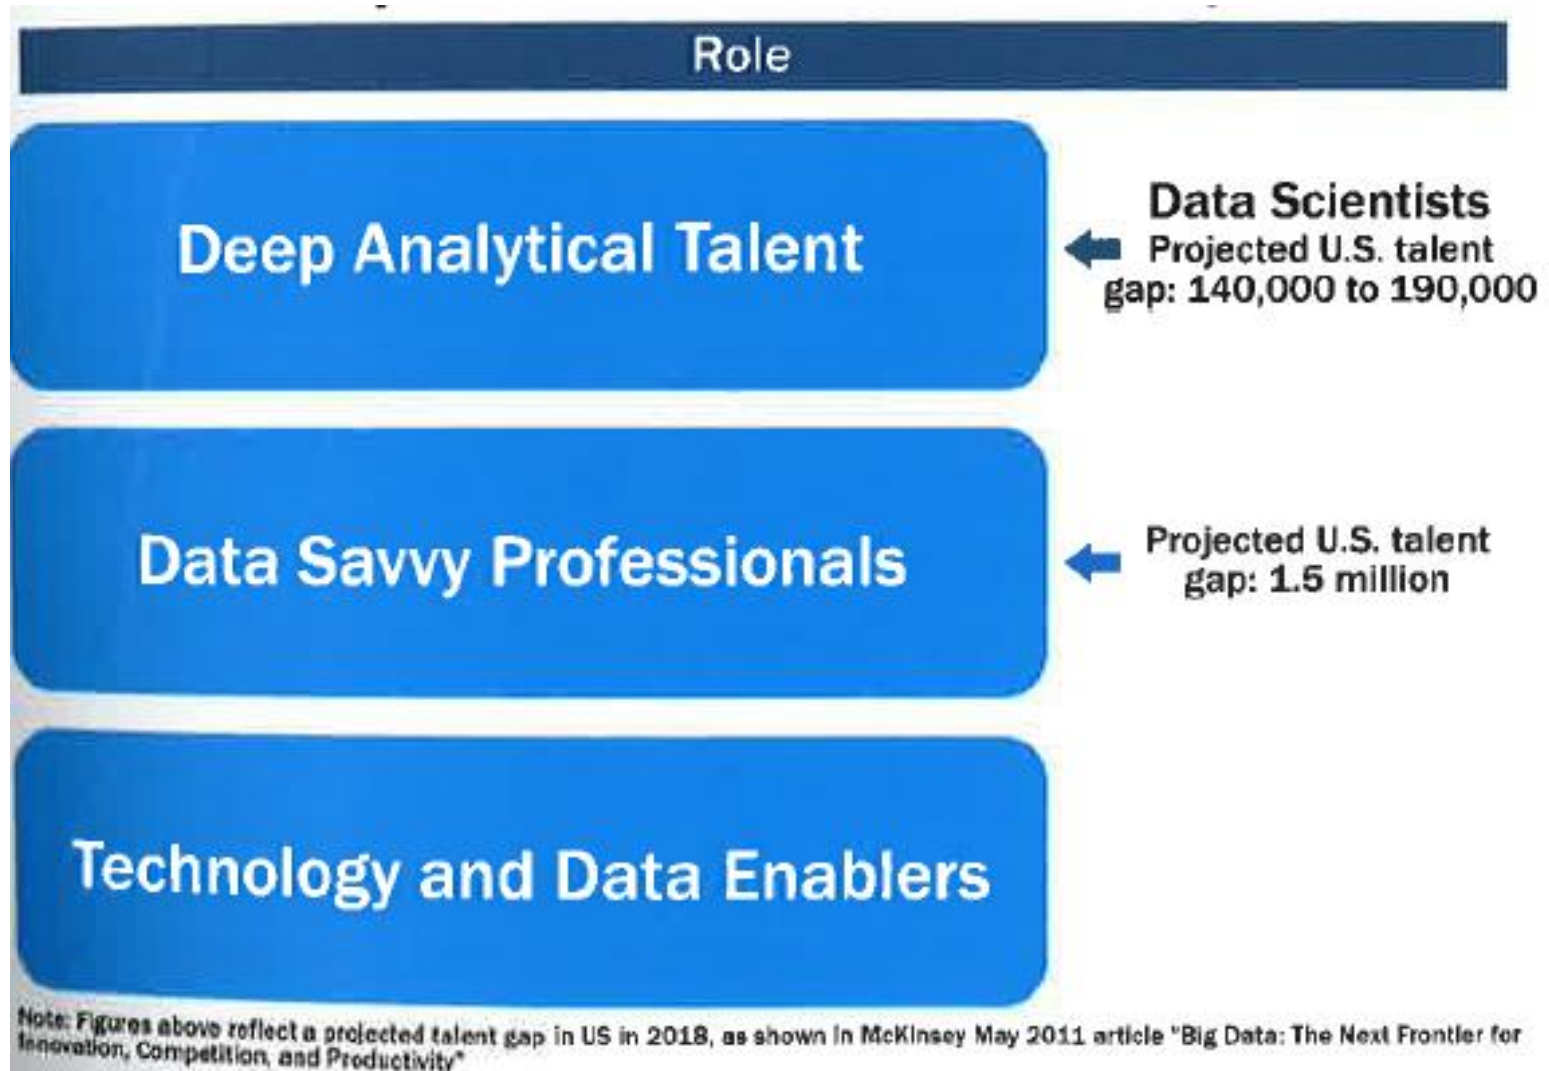 Role
Deep Analytical Talent
Data Scientists
Projected U.S. talent
gap: 140,000 to 190,000
Data Savvy Professionals
Projected U.S. talent
gap: 1.5 million
Technology and Data Enablers
Note: Figures above reflect a projected talent gap in US in 2018, as shown in McKinsey May 2011 article "Big Data: The Next Frontier for
Innovation, Competition, and Productivity"